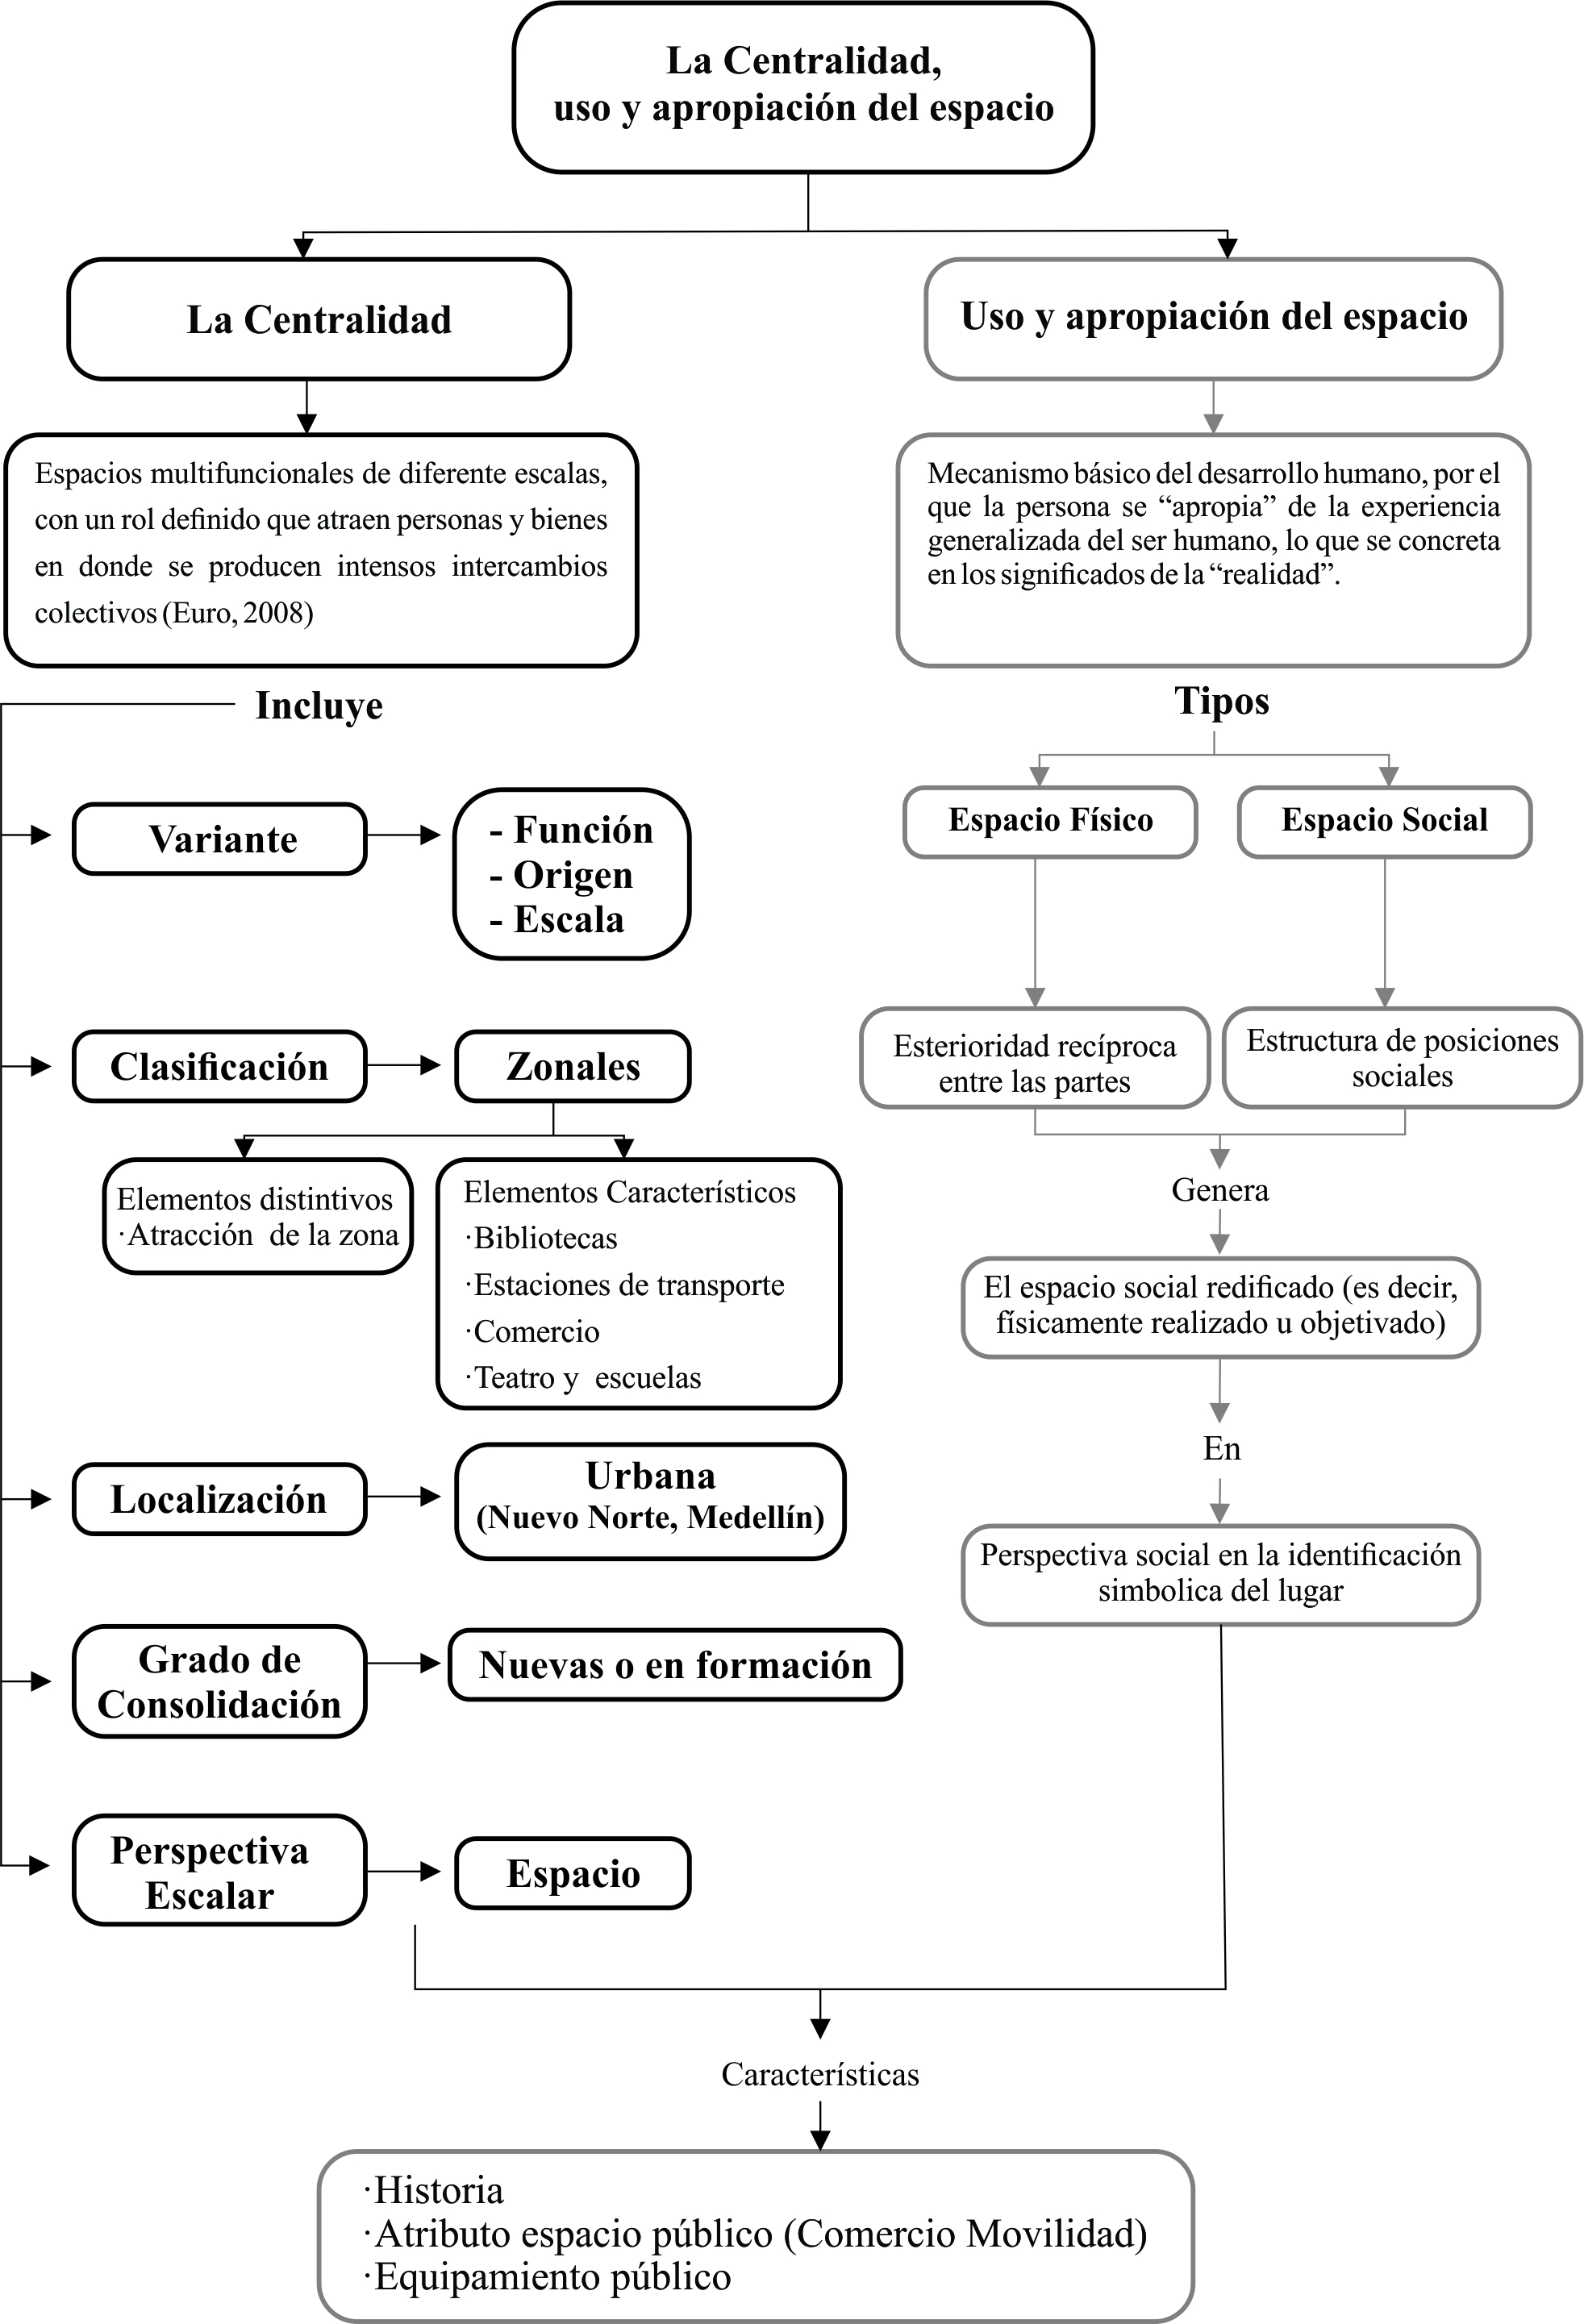 La Centralidad,
uso y apropiación del espacio
La Centralidad
Espacios multifuncionales de diferente escalas,
con un rol definido que atraen personas y bienes
en donde se producen intensos intercambios
colectivos (Euro, 2008)
Incluye
Variante
- Función
- Origen
- Escala
Clasificación
Zonales
Elementos distintivos
·Atracción de la zona
Elementos Característicos
·Bibliotecas
·Estaciones de transporte
·Comercio
·Teatro y escuelas
Localización
Urbana
(Nuevo Norte, Medellín)
Grado de
Consolidación
Nuevas o en formación
Perspectiva
Escalar
Espacio
Uso y apropiación del espacio
Mecanismo básico del desarrollo humano, por el
que la persona se “apropia” de la experiencia
generalizada del ser humano, lo que se concreta
en los significados de la “realidad”.
Tipos
Espacio Físico
Espacio Social
Esterioridad recíproca
entre las partes
Estructura de posiciones
sociales
Genera
El espacio social redificado (es decir,
físicamente realizado u objetivado)
En
Perspectiva social en la identificación
simbolica del lugar
Características
·Historia
·Atributo espacio público (Comercio Movilidad)
·Equipamiento público